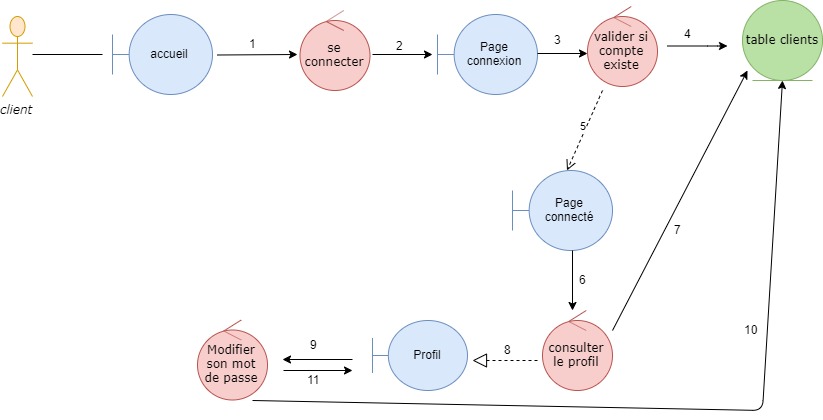 client
accueil
1
se
connecter
2
Page
connexion
3
valider si
compte
existe
4
table clients
5
Page
connecté
6
7
consulter
le profil
8
Profil
9
11
Modifier
son mot
de passe
10